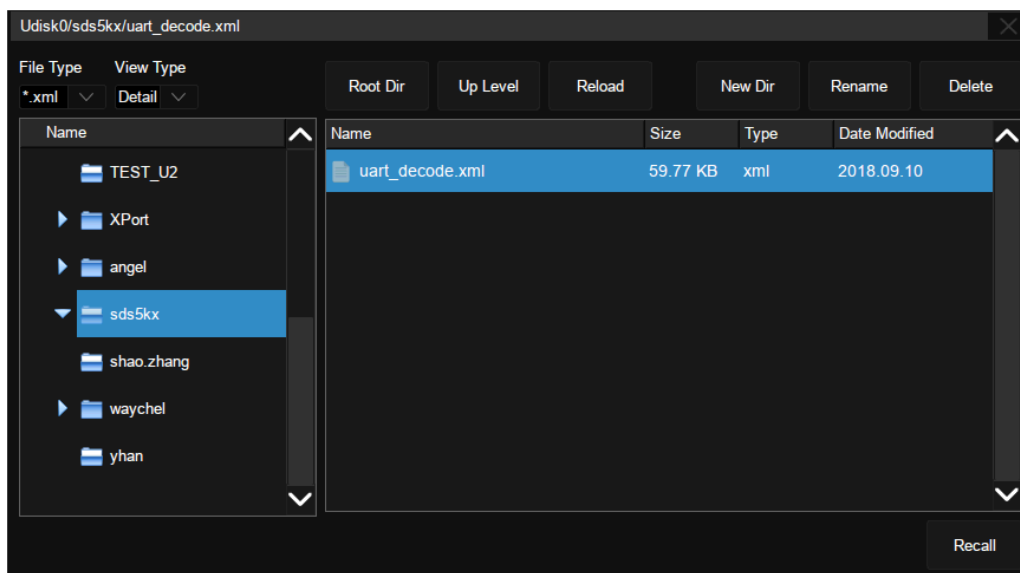 Udisk0/sds5kx/uart_decode.xml
File Type View Type
*.xml Detail
Root Dir Up Level Reload New Dir Rename Delete
Name
TEST_U2
XPort
angel
sds5kx
shao.zhang
waychel
yhan
Name Size Type Date Modified
uart_decode.xml 59.77 KB xml 2018.09.10
Recall